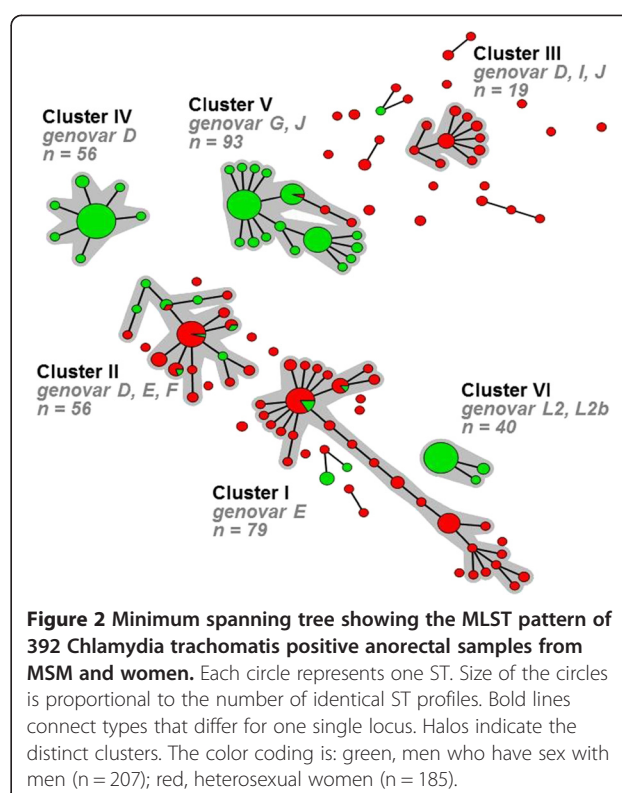 Cluster III
genovar D, I, J
n = 19
Cluster IV
genovar D
n = 56
Cluster V
genovar G, J
n = 93
Cluster II
genovar D, E, F
n = 56
Cluster VI
genovar L2, L2b
n = 40
Cluster I
genovar E
n = 79
Figure 2 Minimum spanning tree showing the MLST pattern of
392 Chlamydia trachomatis positive anorectal samples from
MSM and women. Each circle represents one ST. Size of the circles
is proportional to the number of identical ST profiles. Bold lines
connect types that differ for one single locus. Halos indicate the
distinct clusters. The color coding is: green, men who have sex with
men (n = 207); red, heterosexual women (n = 185).